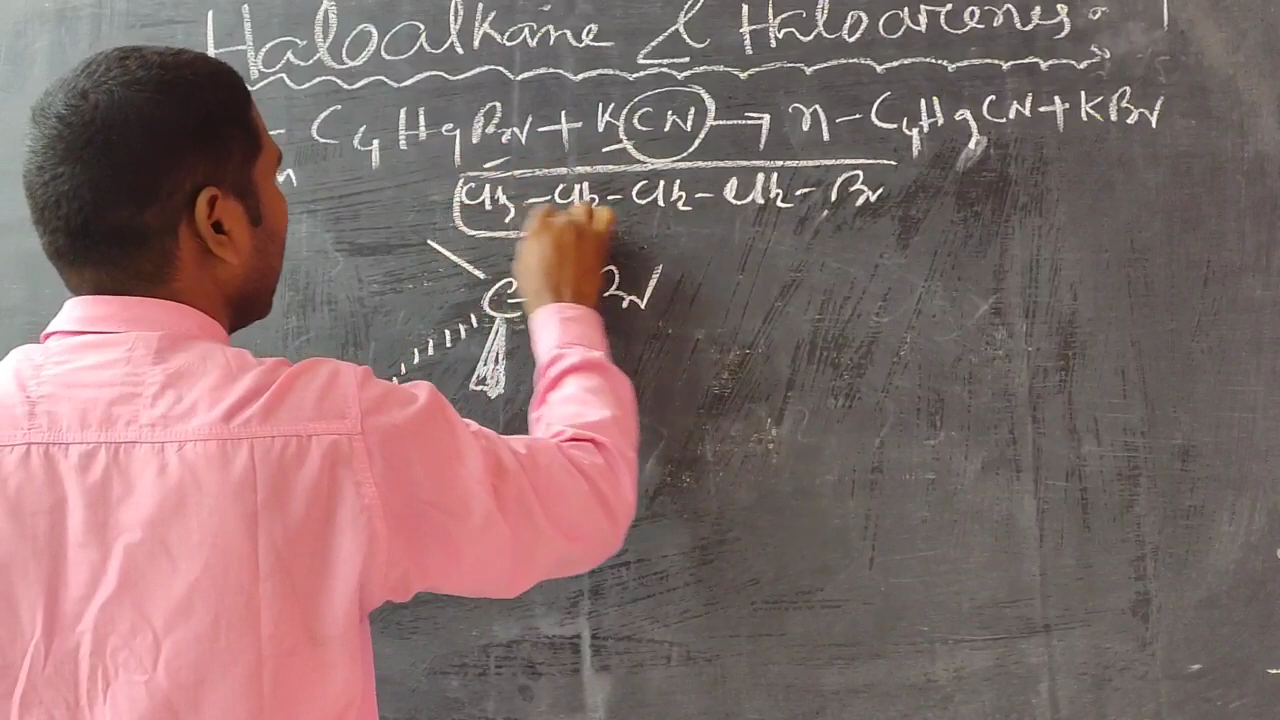 Haloalkane & Haloarenes
- C4H9Br + KCN → n - C4H9CN + KBr
CH3 - CH2 - CH2 - CH2 - Br
C Br